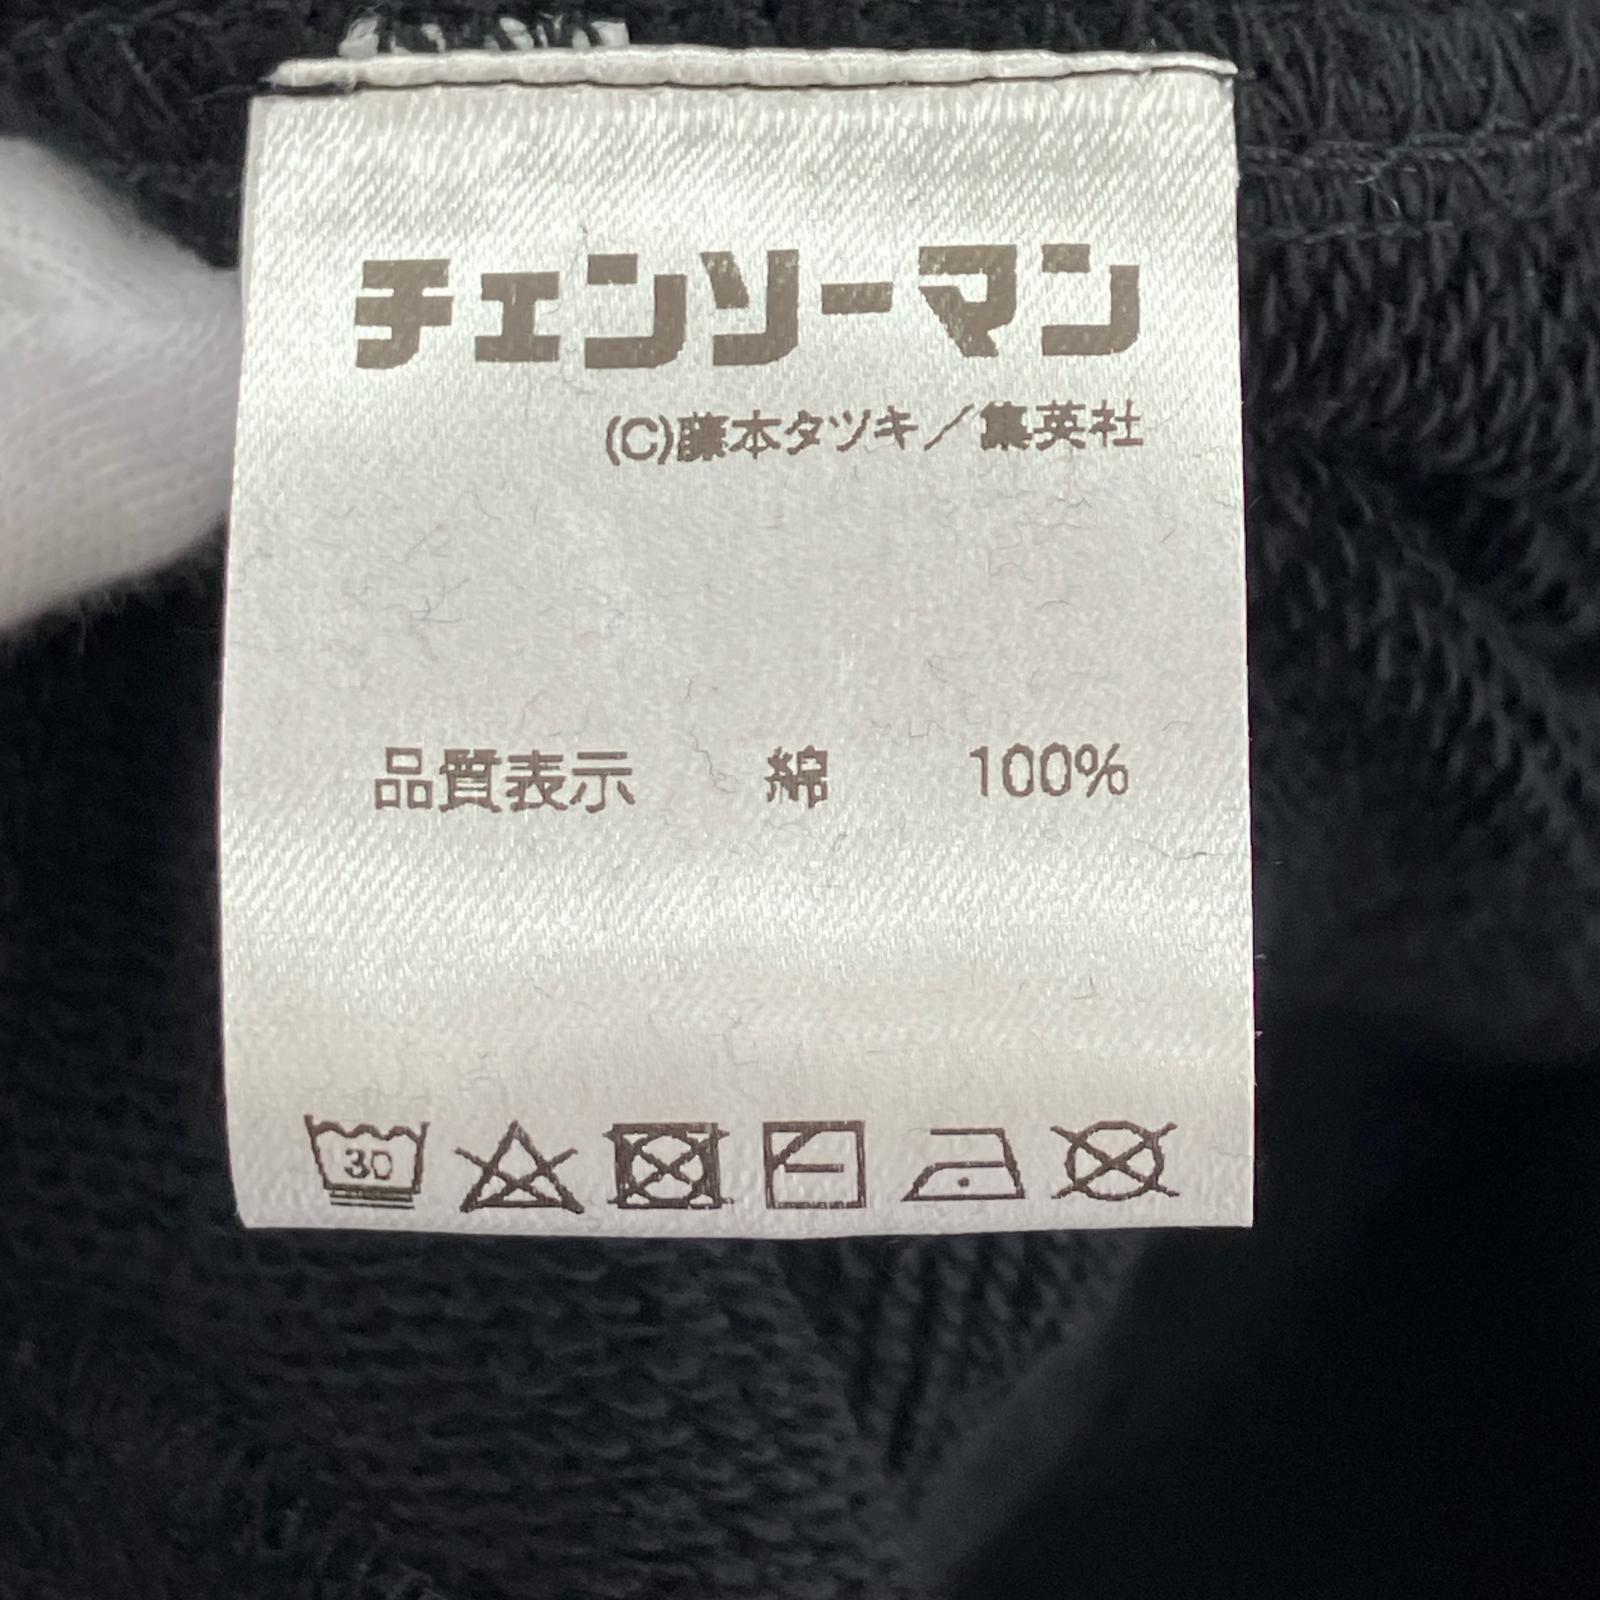 チェンソーマン
(C)藤本タツキ／集英社
品質表示 綿 100%
30